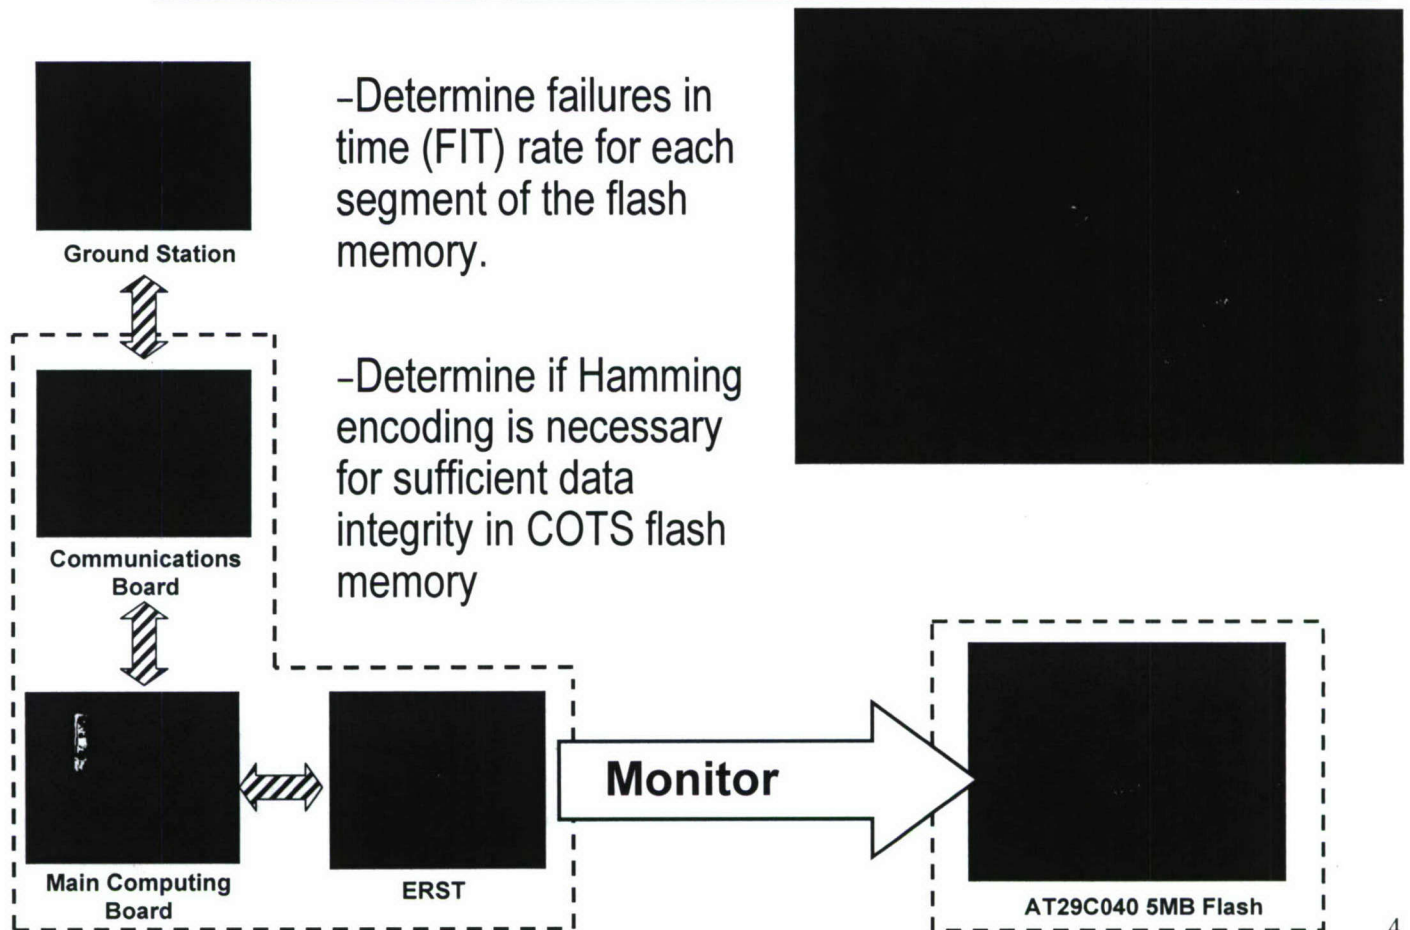 –Determine failures in
time (FIT) rate for each
segment of the flash
memory.
Ground Station
–Determine if Hamming
encoding is necessary
for sufficient data
integrity in COTS flash
memory
Communications
Board
Monitor
Main Computing
Board
ERST
AT29C040 5MB Flash
4